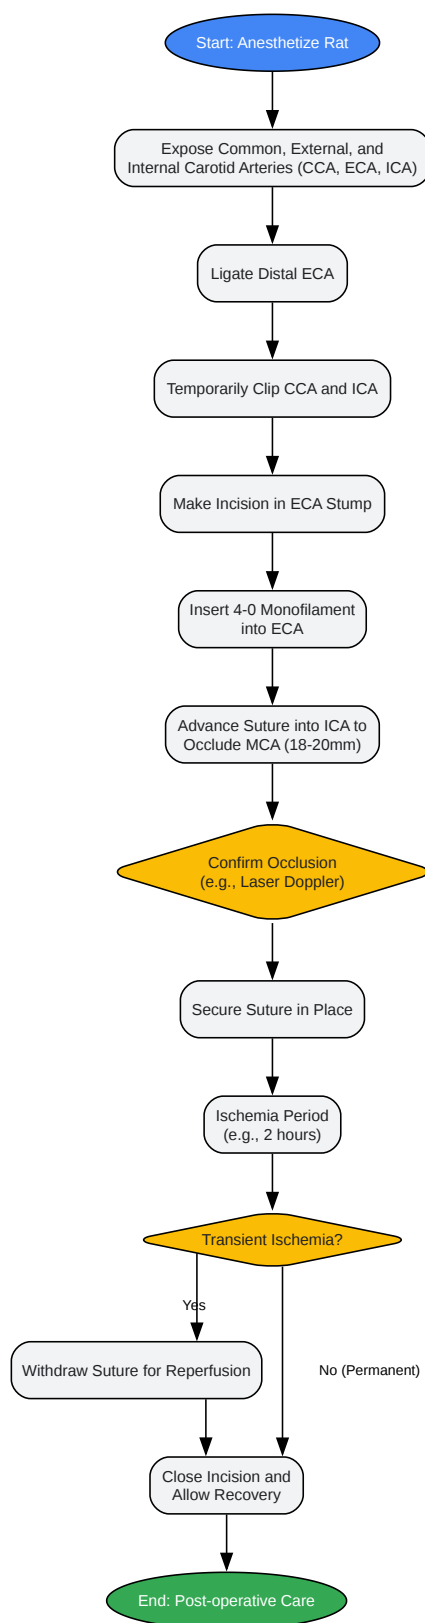 Start: Anesthetize Rat
Expose Common, External, and
Internal Carotid Arteries (CCA, ECA, ICA)
Ligate Distal ECA
Temporarily Clip CCA and ICA
Make Incision in ECA Stump
Insert 4-0 Monofilament
into ECA
Advance Suture into ICA to
Occlude MCA (18-20mm)
Confirm Occlusion
(e.g., Laser Doppler)
Secure Suture in Place
Ischemia Period
(e.g., 2 hours)
Transient Ischemia?
Yes
Withdraw Suture for Reperfusion
No (Permanent)
Close Incision and
Allow Recovery
End: Post-operative Care